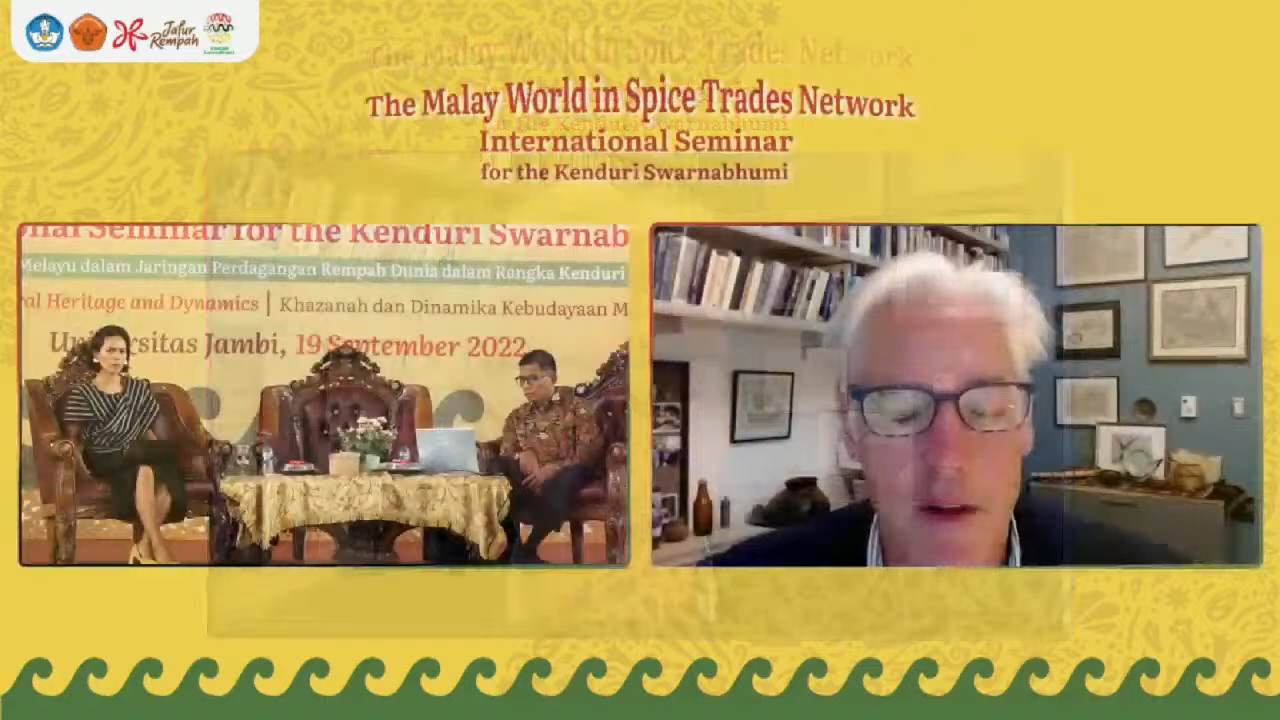 Jalur
Rempah
The Malay World in Spice Trades Network
International Seminar
for the Kenduri Swarnabhumi
nal Seminar for the Kenduri Swarnab
Melayu dalam Jaringan Perdagangan Rempah Dunia dalam Rangka Kenduri
al Heritage and Dynamics | Khazanah dan Dinamika Kebudayaan M
Universitas Jambi, 19 September 2022